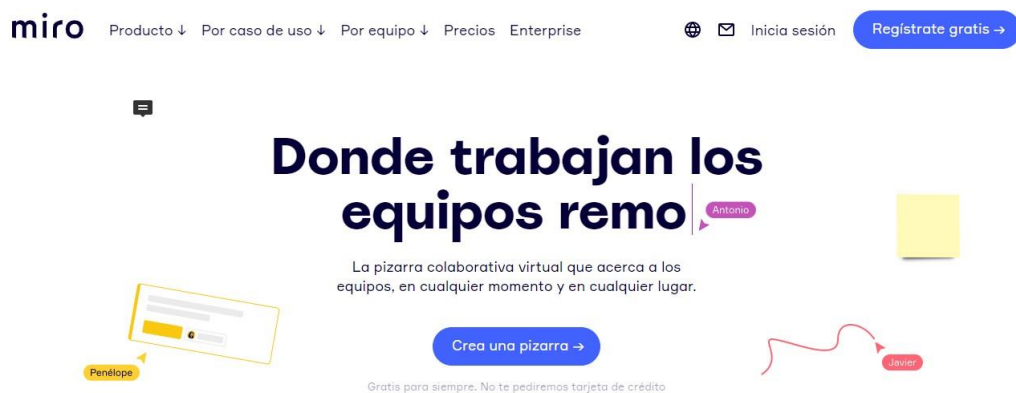 miro Producto ↓ Por caso de uso ↓ Por equipo ↓ Precios Enterprise Inicia sesión Regístrate gratis →
Donde trabajan los
equipos remo
Antonio
La pizarra colaborativa virtual que acerca a los
equipos, en cualquier momento y en cualquier lugar.
Crea una pizarra →
Javier
Penélope
Gratis para siempre. No te pediremos tarjeta de crédito